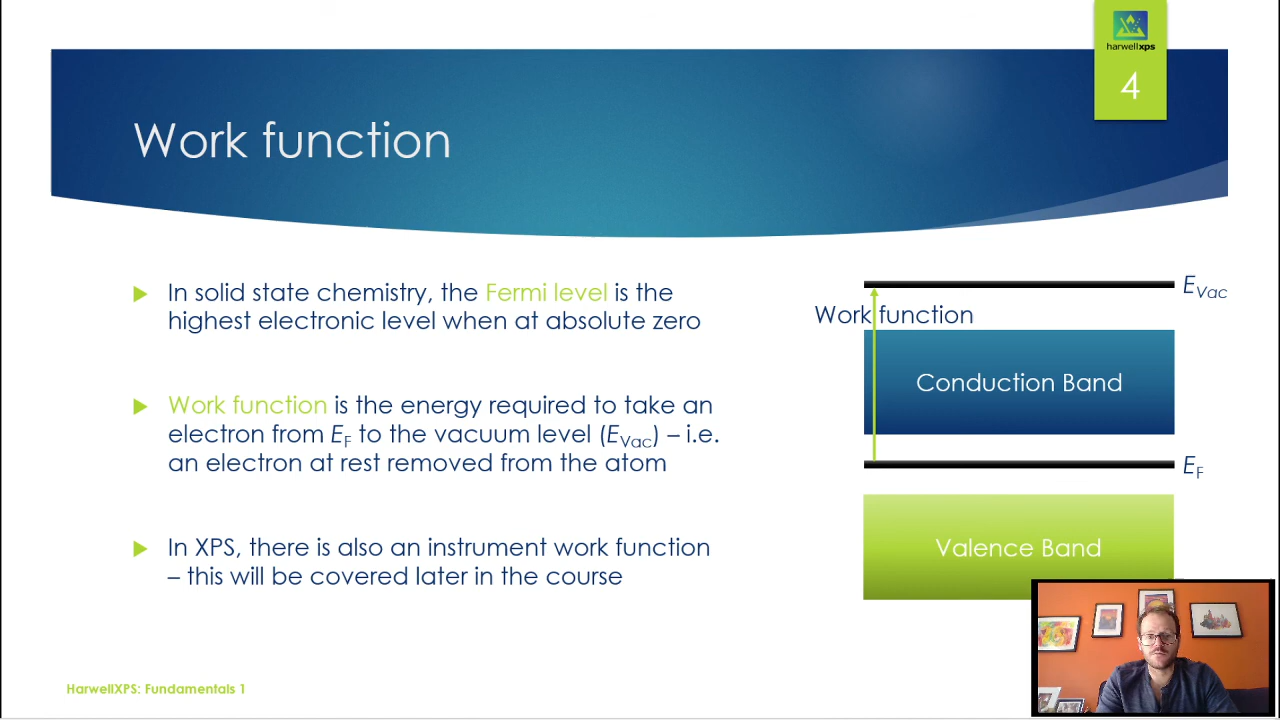 harwellxps
4
Work function
In solid state chemistry, the Fermi level is the
highest electronic level when at absolute zero
Work function is the energy required to take an
electron from EF to the vacuum level (EVac) – i.e.
an electron at rest removed from the atom
In XPS, there is also an instrument work function
– this will be covered later in the course
EVac
Work function
Conduction Band
EF
Valence Band
HarwellXPS: Fundamentals 1